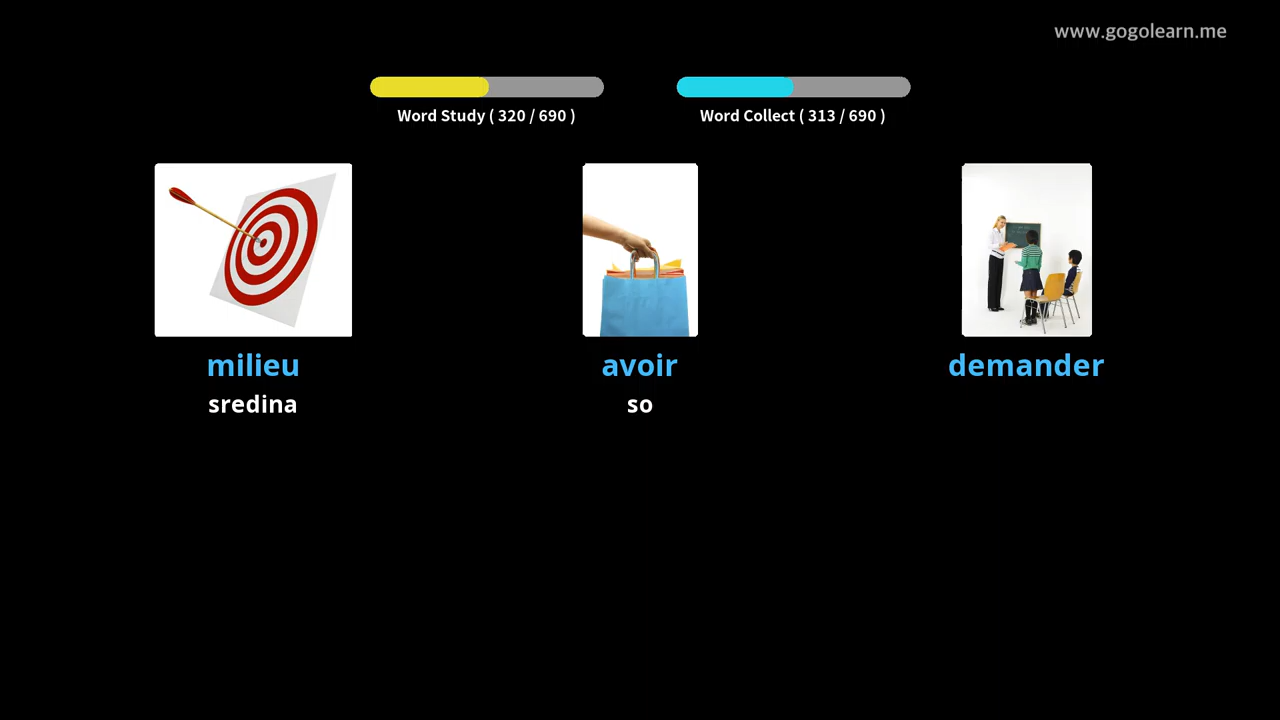 www.gogolearn.me
Word Study ( 320 / 690 )
Word Collect ( 313 / 690 )
milieu
sredina
avoir
so
demander